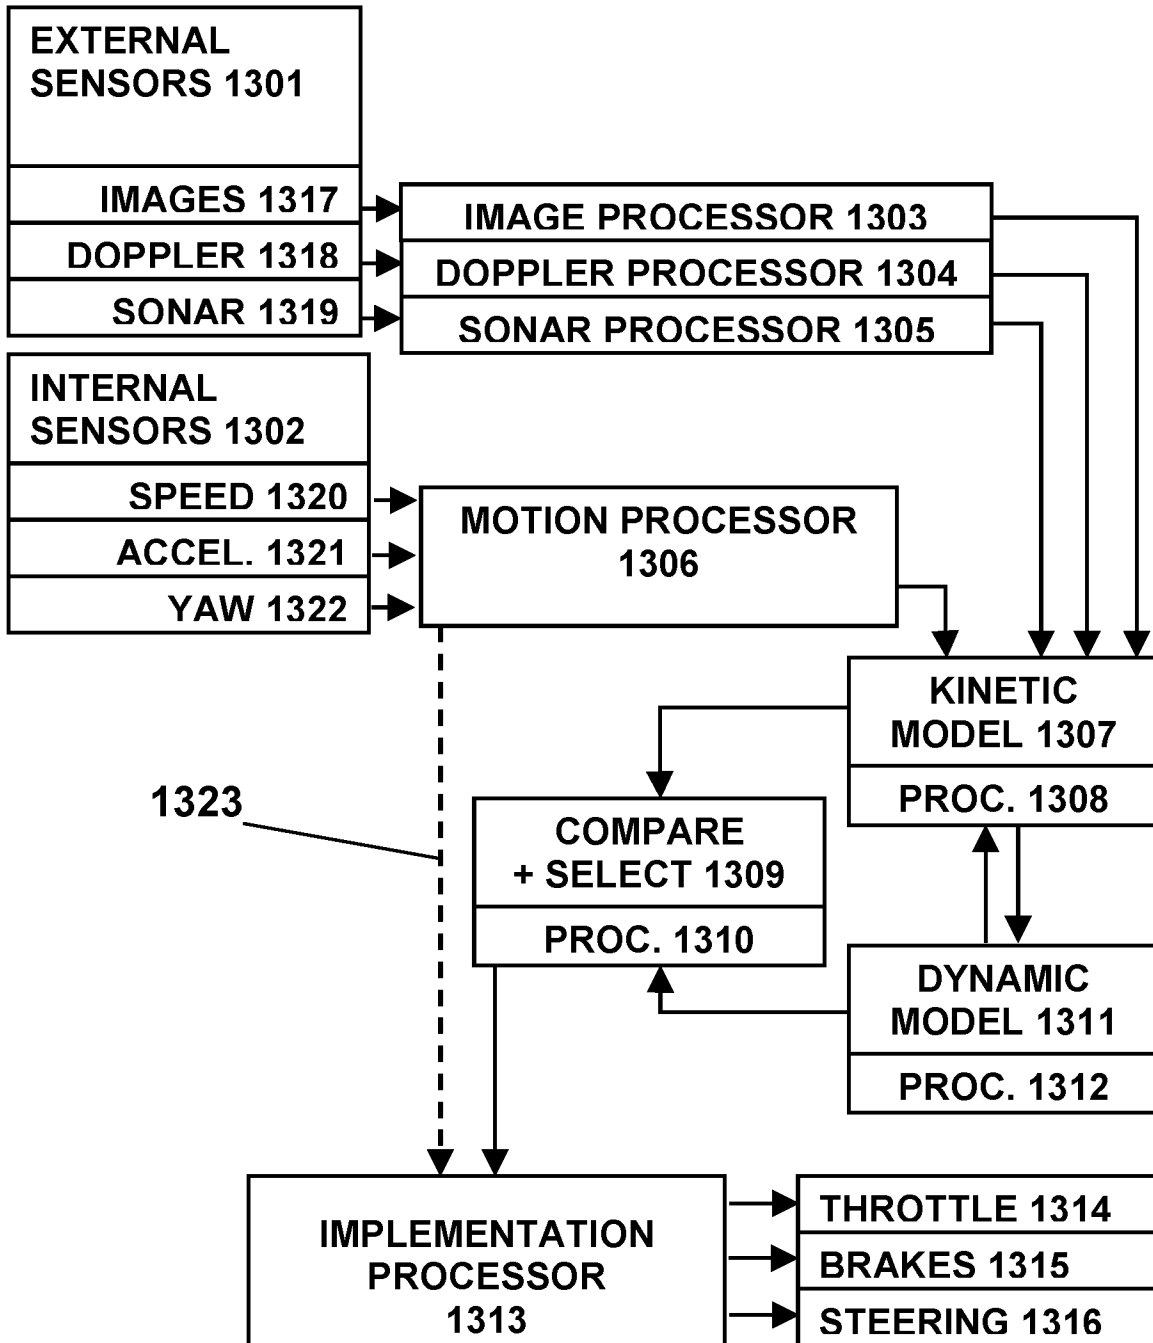 EXTERNAL
SENSORS 1301
IMAGES 1317
DOPPLER 1318
SONAR 1319
IMAGE PROCESSOR 1303
DOPPLER PROCESSOR 1304
SONAR PROCESSOR 1305
INTERNAL
SENSORS 1302
SPEED 1320
ACCEL. 1321
YAW 1322
MOTION PROCESSOR
1306
KINETIC
MODEL 1307
PROC. 1308
1323
COMPARE
+ SELECT 1309
PROC. 1310
DYNAMIC
MODEL 1311
PROC. 1312
IMPLEMENTATION
PROCESSOR
1313
THROTTLE 1314
BRAKES 1315
STEERING 1316